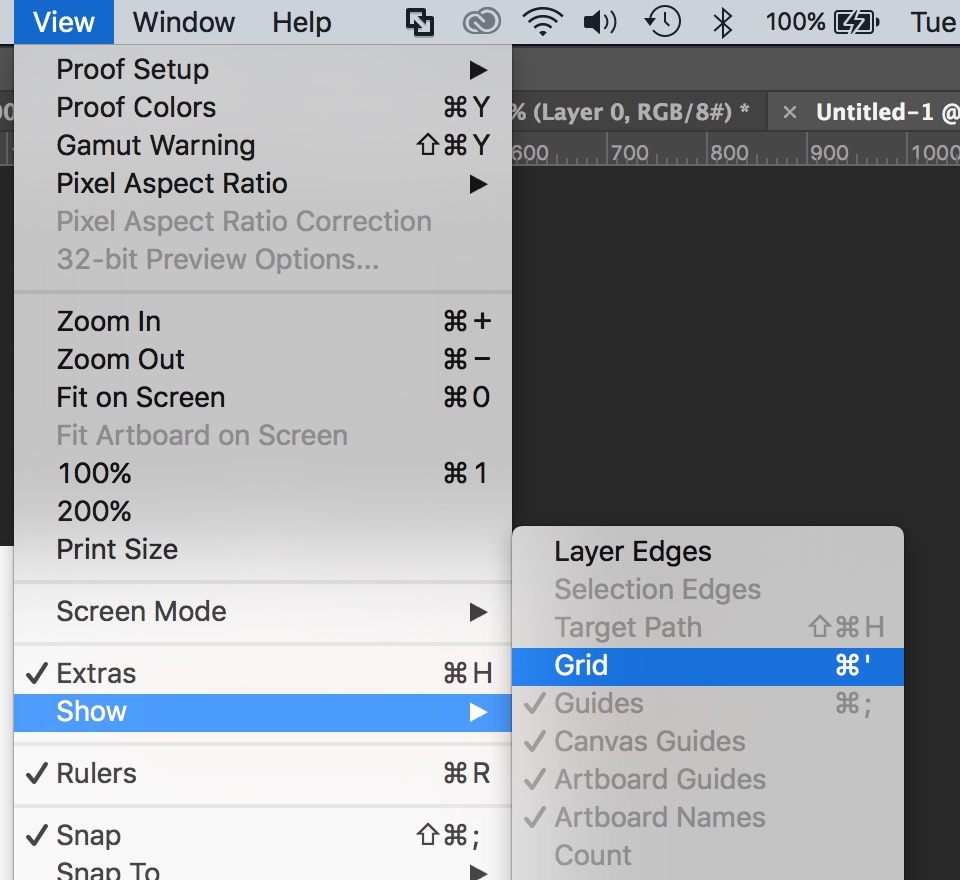 View Window Help 100% Tue
% (Layer 0, RGB/8#) * × Untitled-1 @
600 700 800 900 1000
Proof Setup ▶
Proof Colors ⌘Y
Gamut Warning ⇧⌘Y
Pixel Aspect Ratio ▶
Pixel Aspect Ratio Correction
32-bit Preview Options...
Zoom In ⌘+
Zoom Out ⌘−
Fit on Screen ⌘0
Fit Artboard on Screen
100% ⌘1
200%
Print Size
Screen Mode ▶
✓ Extras ⌘H
Show ▶
✓ Rulers ⌘R
✓ Snap ⇧⌘;
Snap To ▶
Layer Edges
Selection Edges
Target Path ⇧⌘H
Grid ⌘'
✓ Guides ⌘;
✓ Canvas Guides
✓ Artboard Guides
✓ Artboard Names
Count